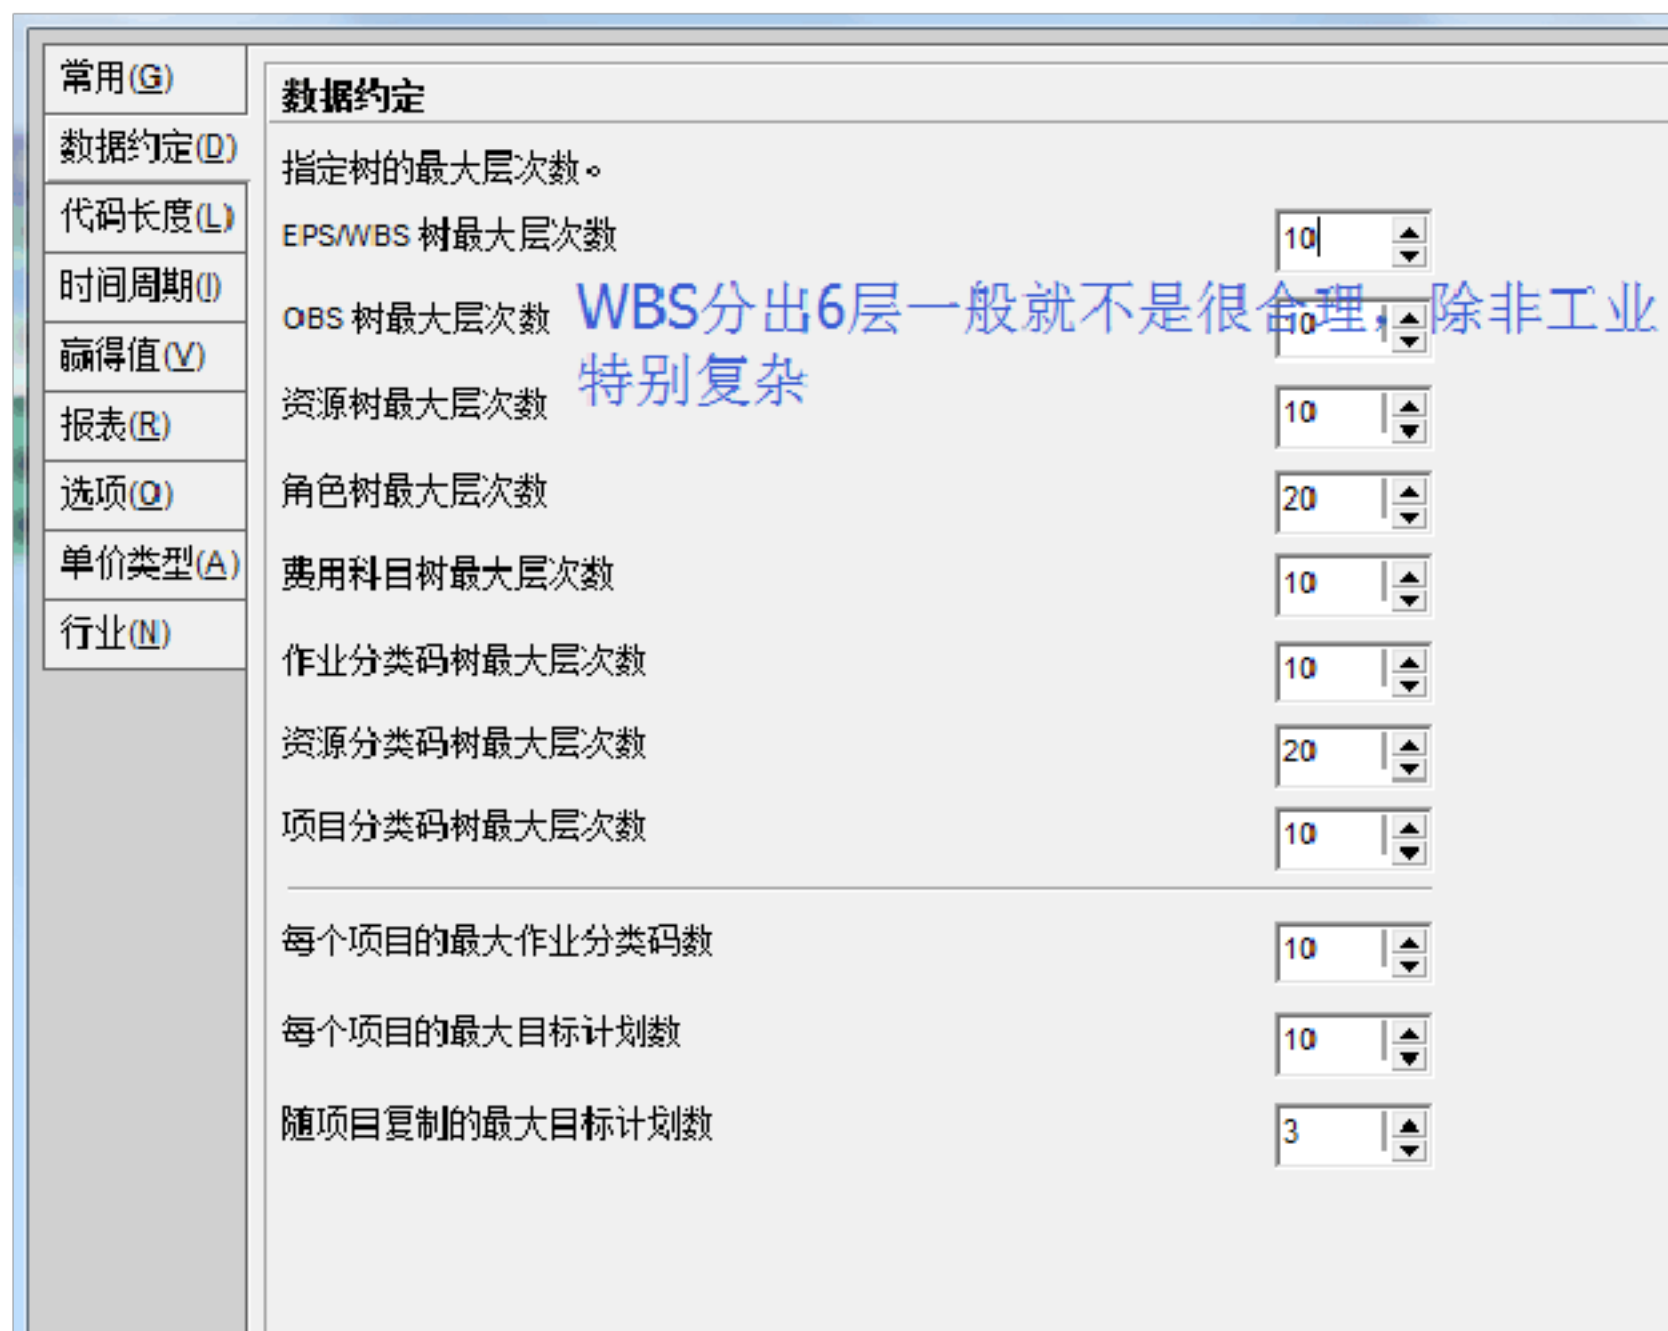 常用(G)
数据约定(D)
代码长度(L)
时间周期(I)
赢得值(V)
报表(R)
选项(O)
单价类型(A)
行业(N)
数据约定
指定树的最大层次数。
EPS/WBS 树最大层次数 10
OBS 树最大层次数 10
WBS分出6层一般就不是很合理，除非工业
特别复杂
资源树最大层次数 10
角色树最大层次数 20
费用科目树最大层次数 10
作业分类码树最大层次数 10
资源分类码树最大层次数 20
项目分类码树最大层次数 10
每个项目的最大作业分类码数 10
每个项目的最大目标计划数 10
随项目复制的最大目标计划数 3